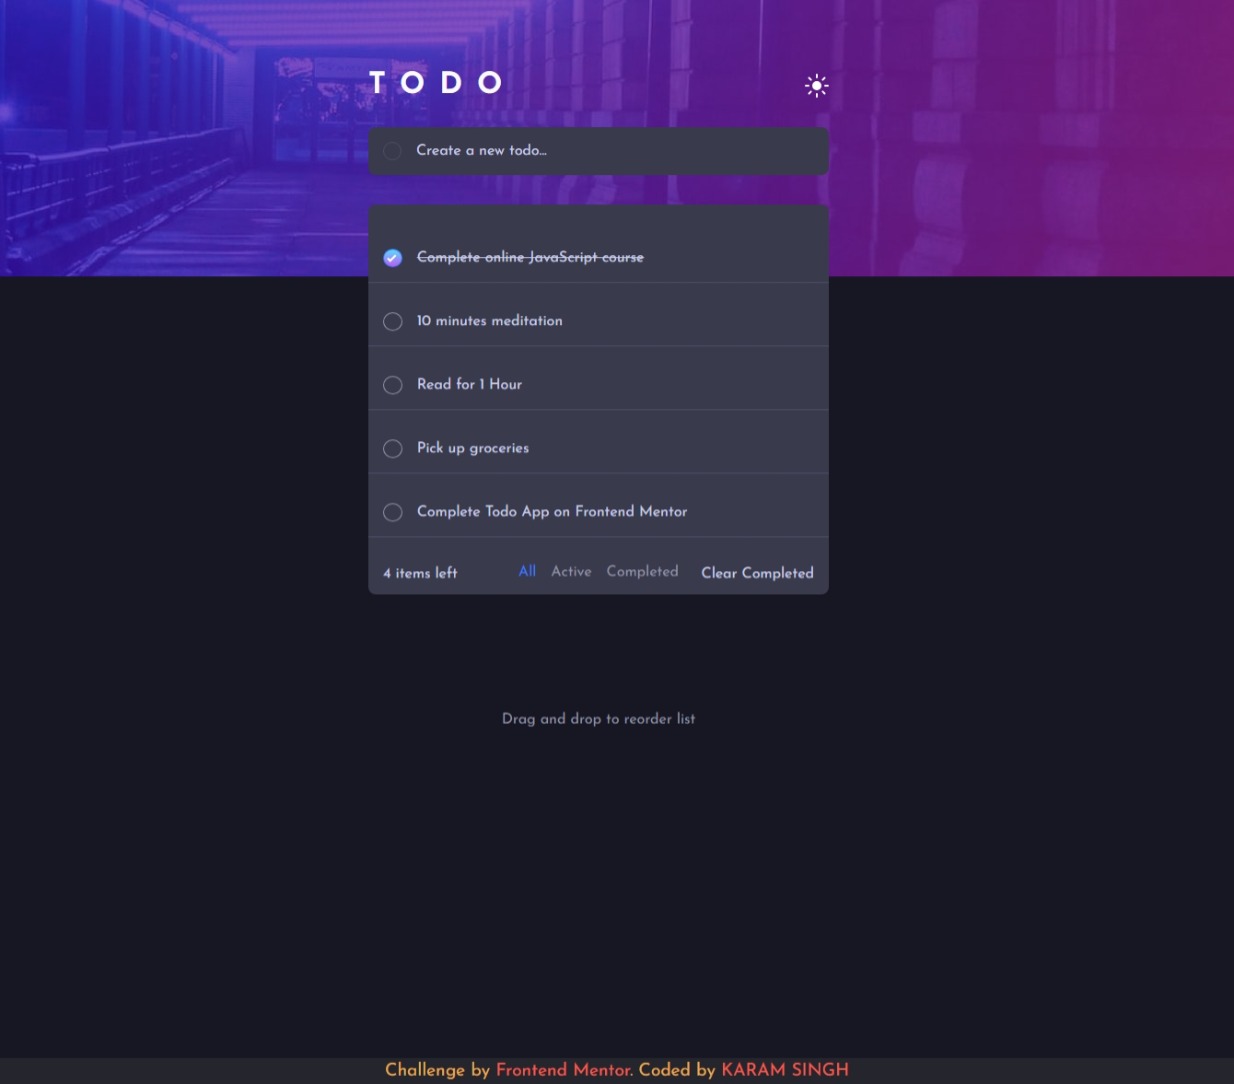 TODO
Create a new todo...
Complete online JavaScript course
10 minutes meditation
Read for 1 Hour
Pick up groceries
Complete Todo App on Frontend Mentor
4 items left All Active Completed Clear Completed
Drag and drop to reorder list
Challenge by Frontend Mentor. Coded by KARAM SINGH